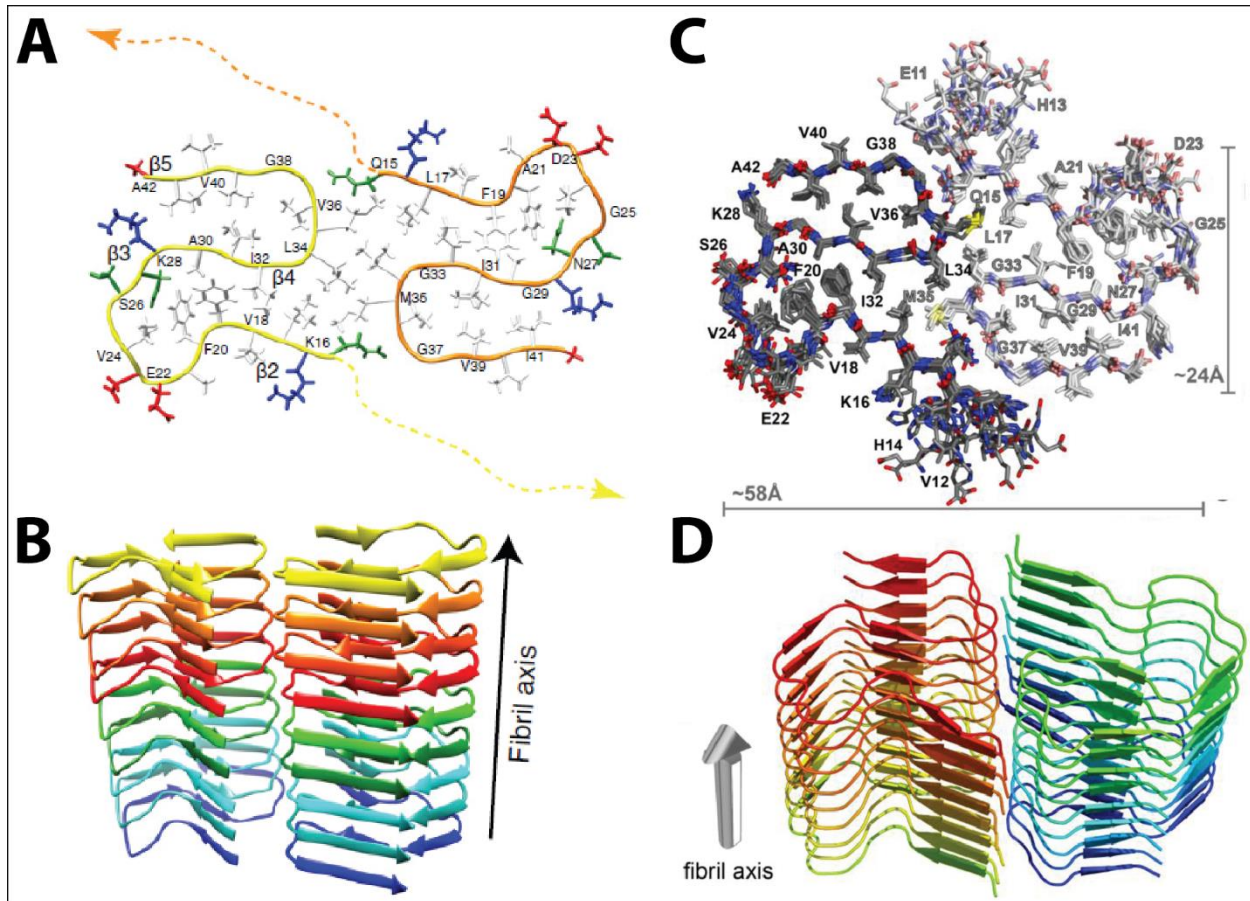 A
Q15
D23
β5
G38
A21
A42
V40
L17
F19
V36
G25
β3
A30
L34
G33
I31
N27
K28
I32
β4
G29
S26
M35
V18
K16
V24
F20
G37
I41
E22
β2
V39
C
E11
H13
V40
G38
D23
A42
A21
K28
V36
Q15
G25
S26
A30
L17
F20
L34
G33
F19
N27
I32
M35
I31
G29
I41
V24
G37
V39
V18
~24Å
E22
K16
H14
V12
~58Å
B
Fibril axis
D
fibril axis